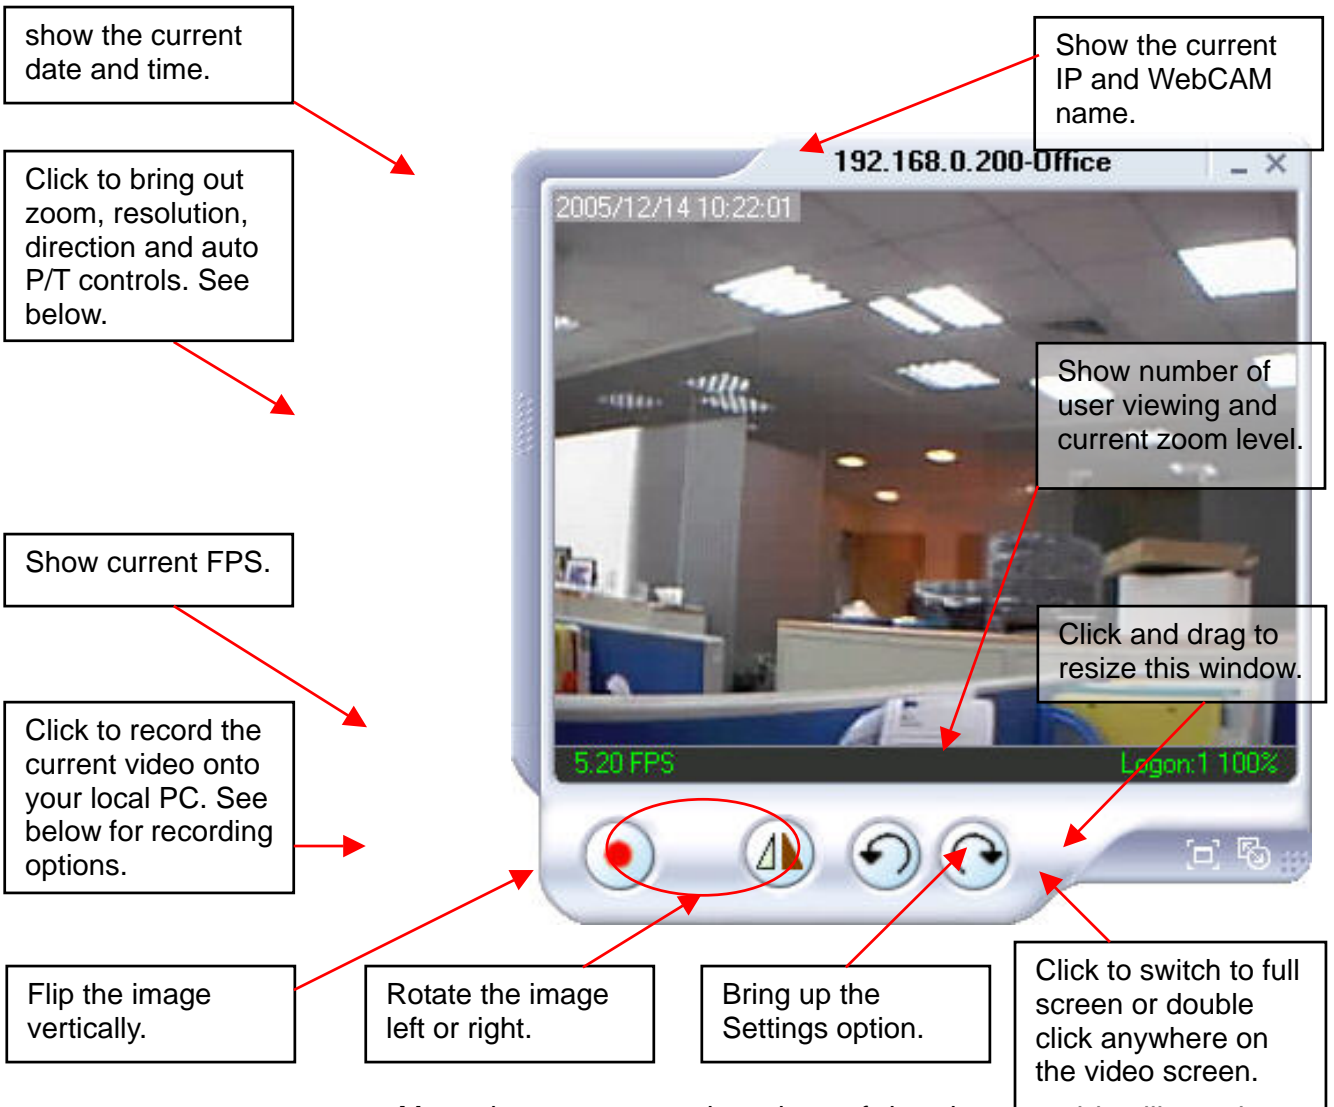 show the current
date and time.
Show the current
IP and WebCAM
name.
192.168.0.200-Office
Click to bring out
zoom, resolution,
direction and auto
P/T controls. See
below.
2005/12/14 10:22:01
Show number of
user viewing and
current zoom level.
Show current FPS.
Click and drag to
resize this window.
Click to record the
current video onto
your local PC. See
below for recording
options.
5.20 FPS
Logon:1 100%
Flip the image
vertically.
Rotate the image
left or right.
Bring up the
Settings option.
Click to switch to full
screen or double
click anywhere on
the video screen.